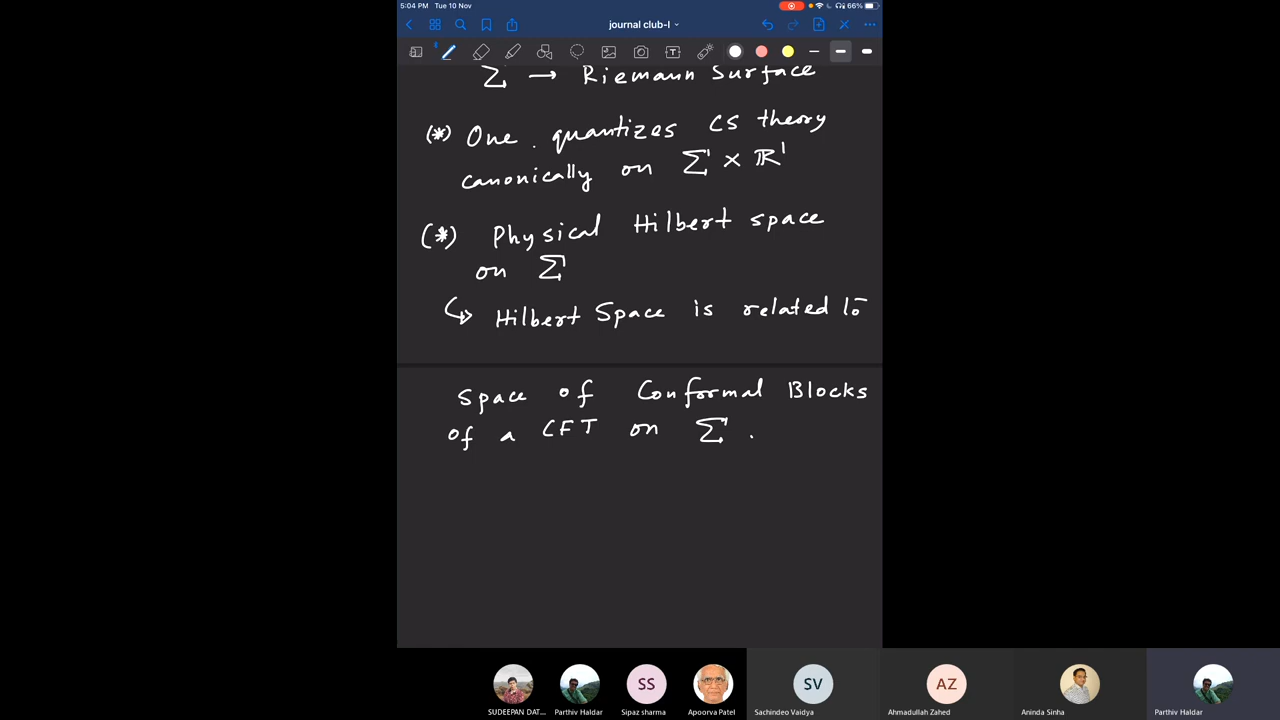 5:04 PM Tue 10 Nov
66%
journal club-I
Σ → Riemann Surface
(*) One quantizes CS theory
canonically on Σ × ℝ¹
(*) Physical Hilbert space
on Σ
↳ Hilbert Space is related to
Space of Conformal Blocks
of a CFT on Σ .
SS
SV
AZ
SUDEEPAN DAT...
Parthiv Haldar
Sipaz sharma
Apoorva Patel
Sachindeo Vaidya
Ahmadullah Zahed
Aninda Sinha
Parthiv Haldar